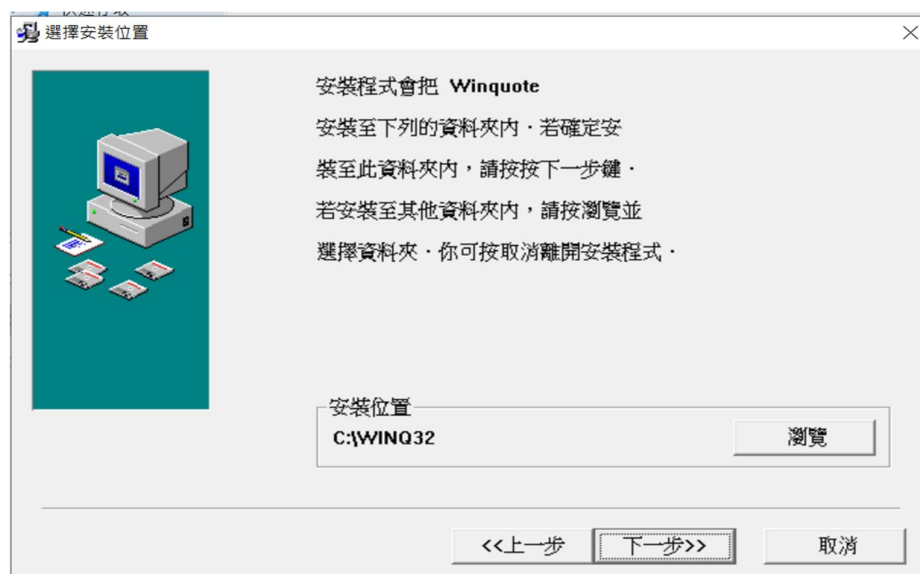 選擇安裝位置
安裝程式會把 Winquote
安裝至下列的資料夾內．若確定安
裝至此資料夾內，請按按下一步鍵．
若安裝至其他資料夾內，請按瀏覽並
選擇資料夾．你可按取消離開安裝程式．
安裝位置
C:\WINQ32
瀏覽
<<上一步
下一步>>
取消